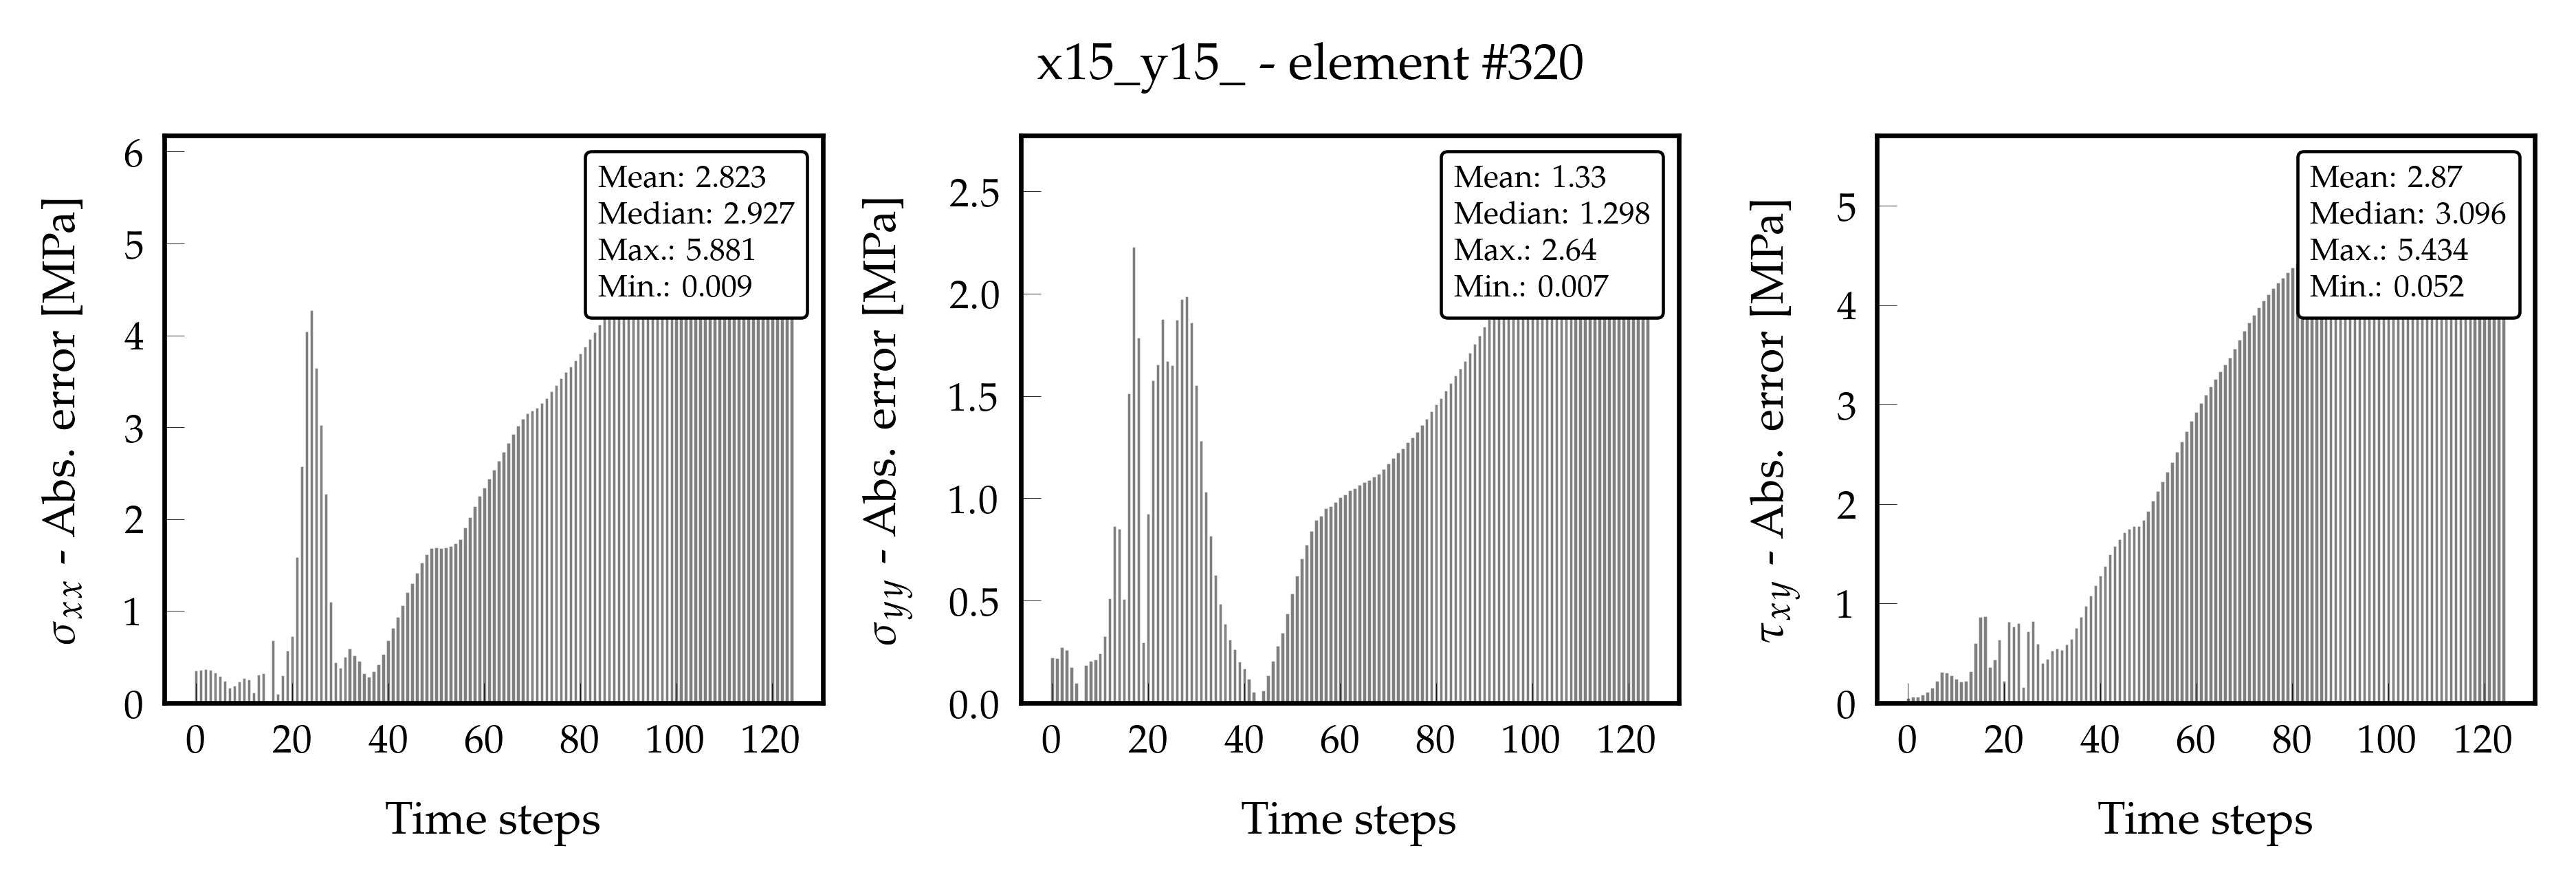 x15_y15_ - element #320
σxx - Abs. error [MPa]
6
5
4
3
2
1
0
0 20 40 60 80 100 120
Time steps
Mean: 2.823
Median: 2.927
Max.: 5.881
Min.: 0.009
σyy - Abs. error [MPa]
2.5
2.0
1.5
1.0
0.5
0.0
0 20 40 60 80 100 120
Time steps
Mean: 1.33
Median: 1.298
Max.: 2.64
Min.: 0.007
τxy - Abs. error [MPa]
5
4
3
2
1
0
0 20 40 60 80 100 120
Time steps
Mean: 2.87
Median: 3.096
Max.: 5.434
Min.: 0.052